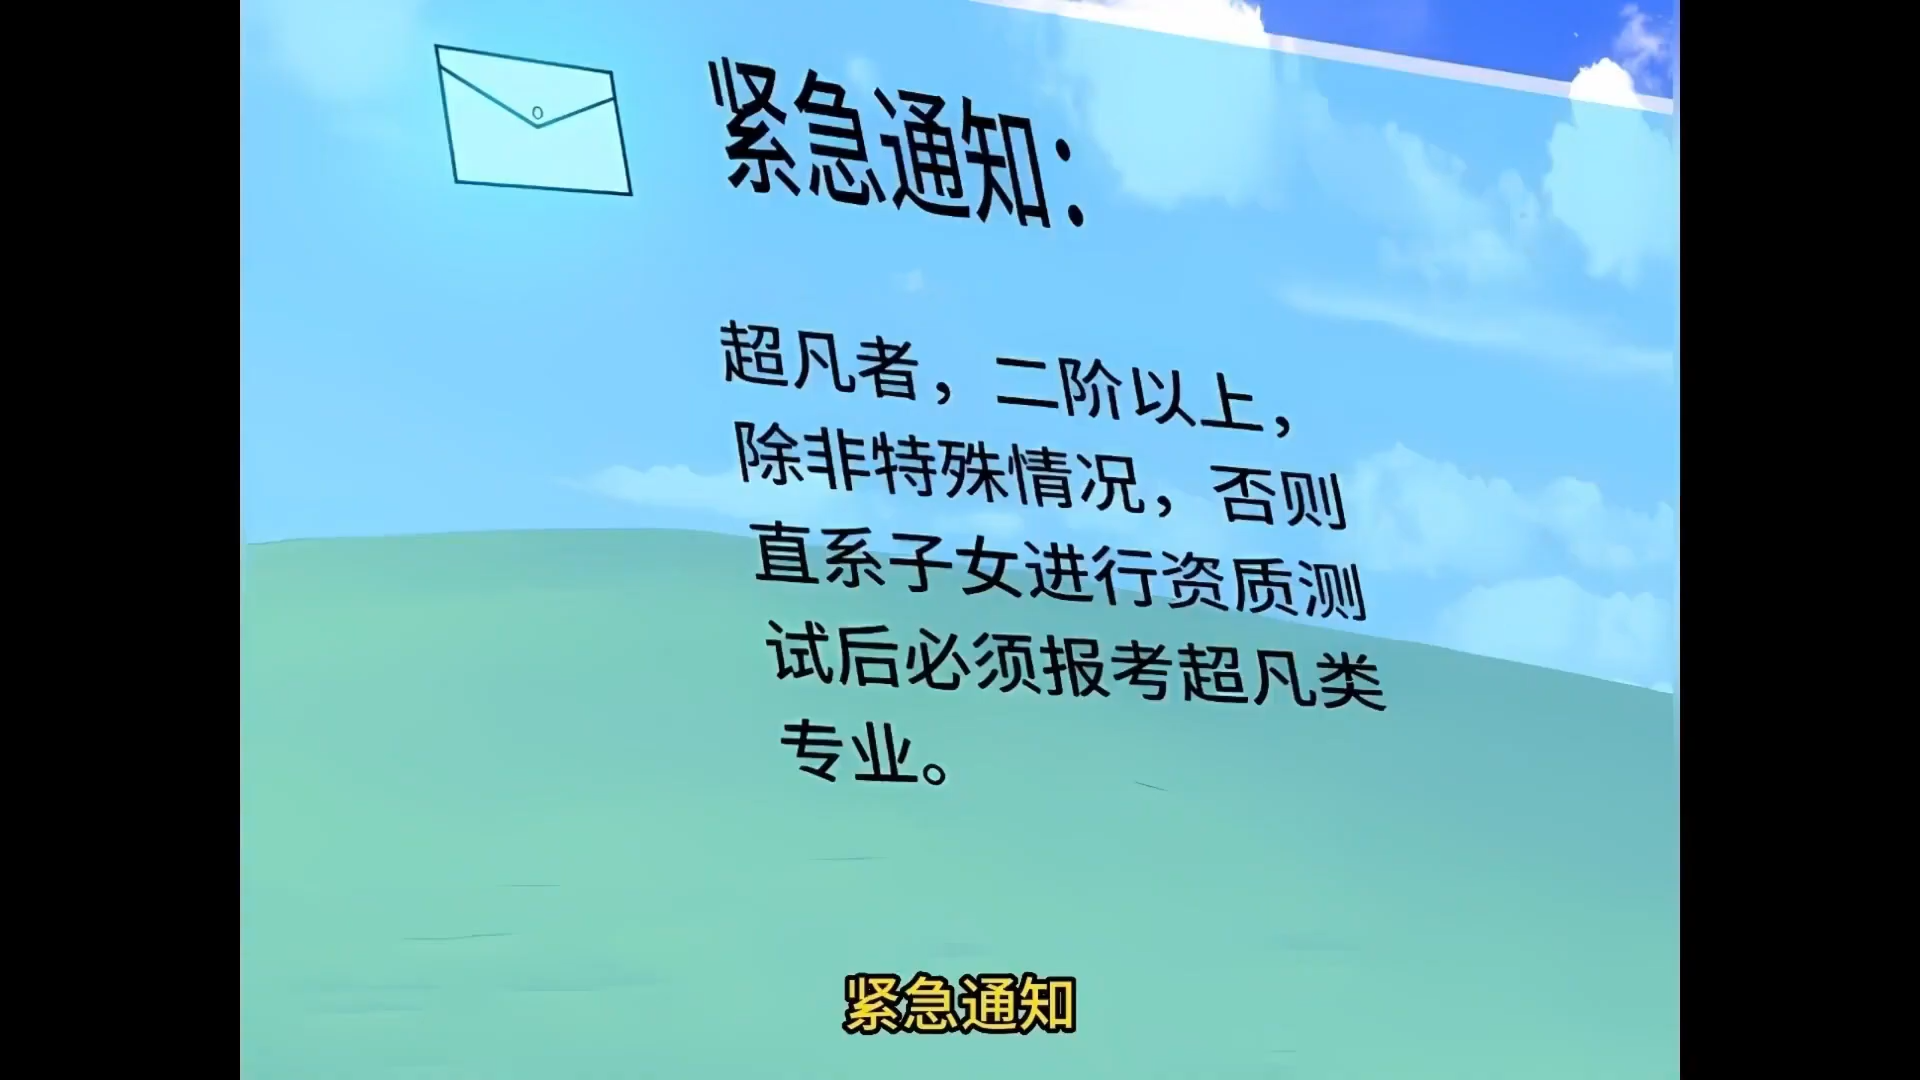 紧急通知：
超凡者，二阶以上，
除非特殊情况，否则
直系子女进行资质测
试后必须报考超凡类
专业。
紧急通知